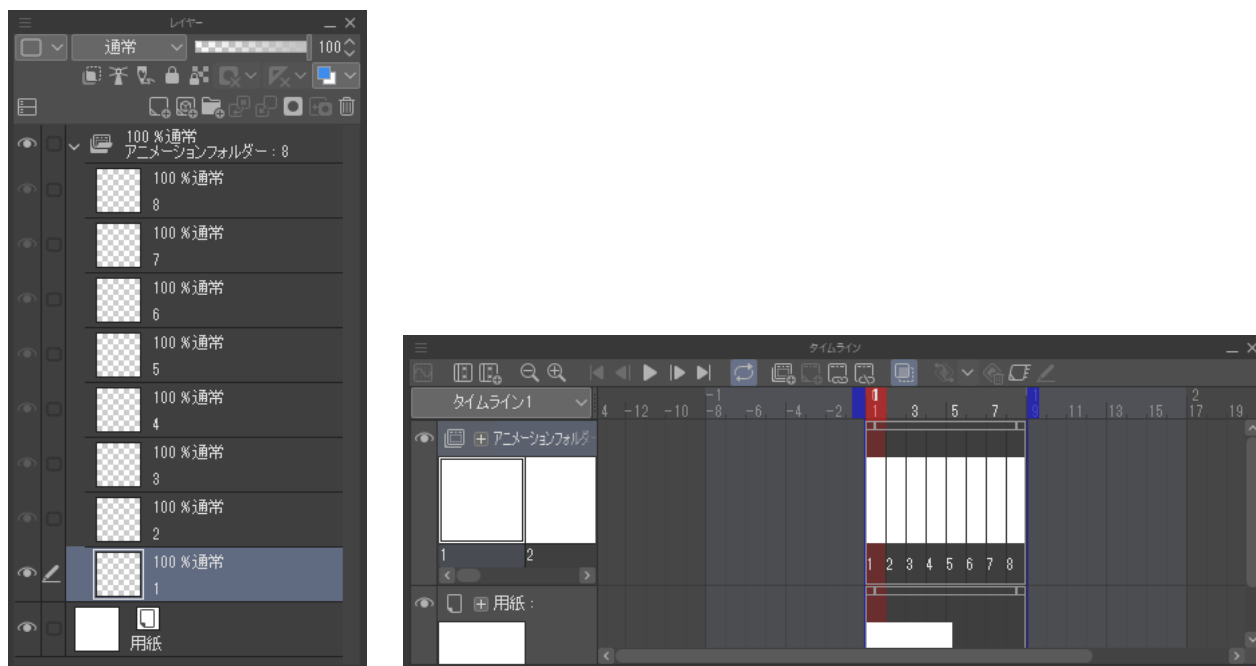 レイヤー
通常
100
100 %通常
アニメーションフォルダー : 8
100 %通常
8
100 %通常
7
100 %通常
6
100 %通常
5
100 %通常
4
100 %通常
3
100 %通常
2
100 %通常
1
用紙
タイムライン
タイムライン1
-1 1 2
4 -12 -10 -8 -6 -4 -2 1 3 5 7 9 11 13 15 17 19
アニメーションフォルダー
1 2
1 2 3 4 5 6 7 8
用紙 :